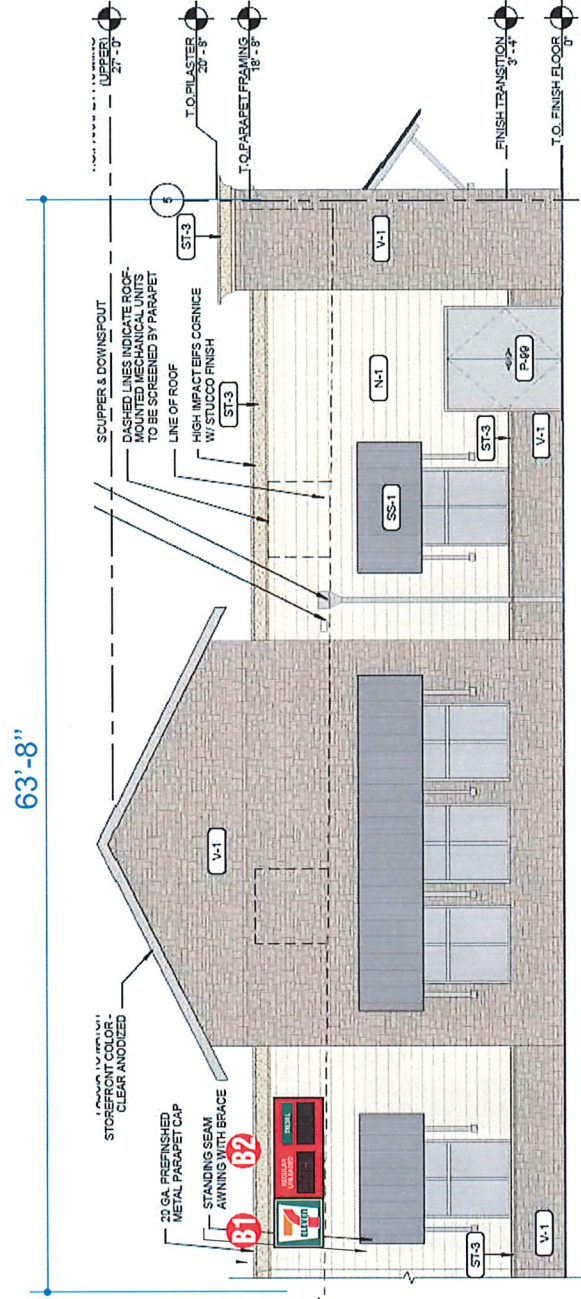 63'-8"
(UPPER)
27'-0"
T.O.PILASTER
20'-8"
T.O.PARAPET FRAMING
18'-8"
FINISH TRANSITION
3'-4"
T.O. FINISH FLOOR
0"
5
SCUPPER & DOWNSPOUT
DASHED LINES INDICATE ROOF-
MOUNTED MECHANICAL UNITS
TO BE SCREENED BY PARAPET
LINE OF ROOF
HIGH IMPACT EIFS CORNICE
W/ STUCCO FINISH
ST-3
ST-3
STOREFRONT COLOR -
CLEAR ANODIZED
20 GA. PREFINISHED
METAL PARAPET CAP
STANDING SEAM
AWNING WITH BRACE
B1
B2
7
ELEVEN
REGULAR
UNLEADED
DIESEL
V-1
V-1
N-1
SS-1
P-99
ST-3
V-1
ST-3
V-1